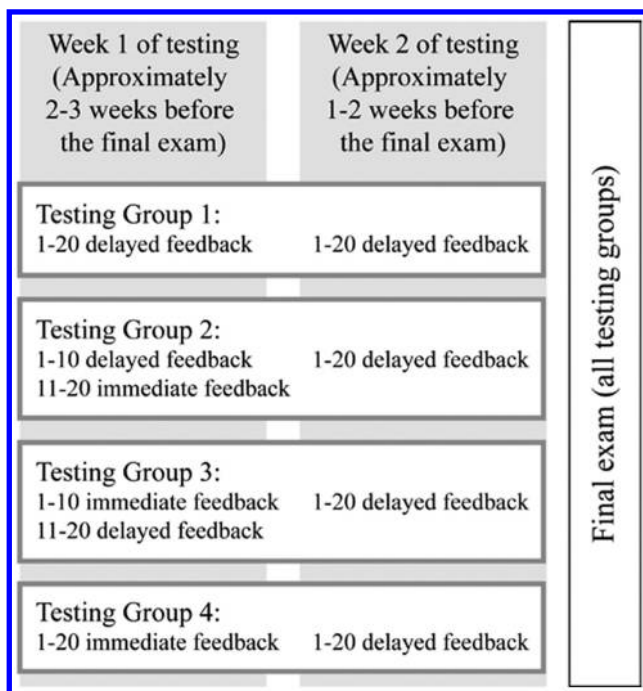 Week 1 of testing
(Approximately
2-3 weeks before
the final exam)
Week 2 of testing
(Approximately
1-2 weeks before
the final exam)
Testing Group 1:
1-20 delayed feedback
1-20 delayed feedback
Testing Group 2:
1-10 delayed feedback
1-20 delayed feedback
11-20 immediate feedback
Testing Group 3:
1-10 immediate feedback
1-20 delayed feedback
11-20 delayed feedback
Testing Group 4:
1-20 immediate feedback
1-20 delayed feedback
Final exam (all testing groups)